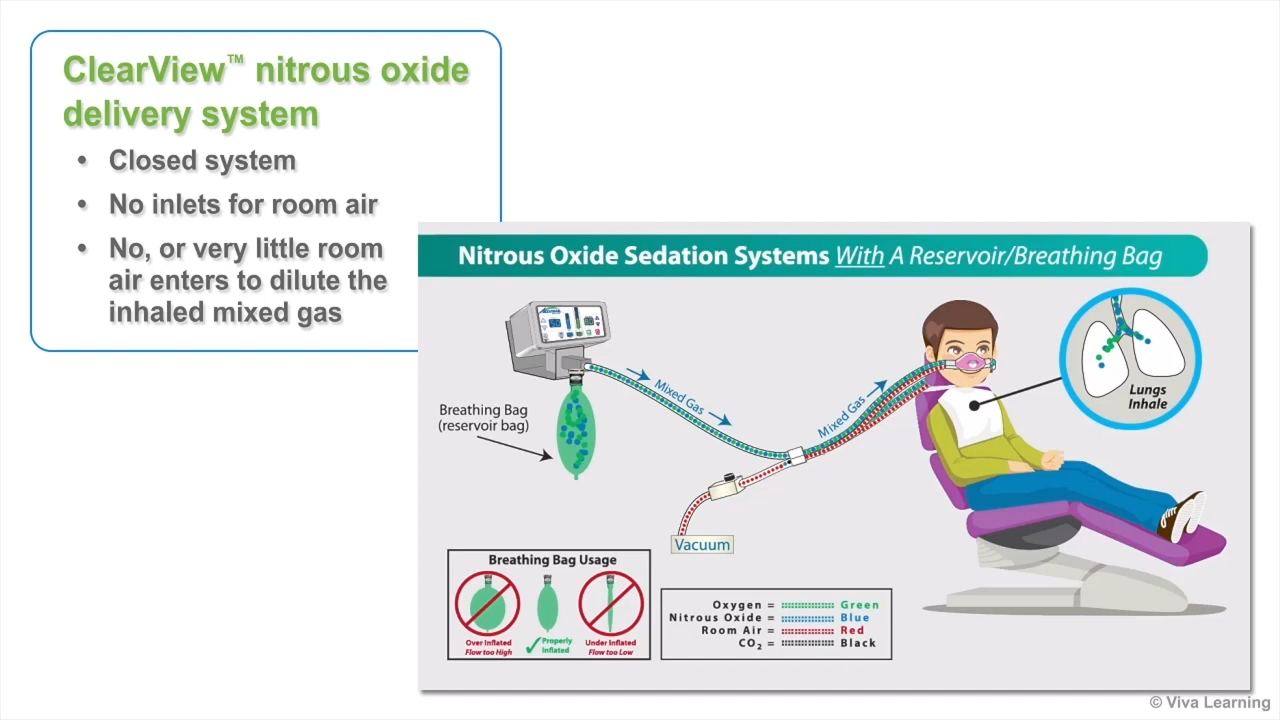 ClearView™ nitrous oxide
delivery system
• Closed system
• No inlets for room air
• No, or very little room
air enters to dilute the
inhaled mixed gas
Nitrous Oxide Sedation Systems With A Reservoir/Breathing Bag
Mixed Gas
Mixed Gas
Lungs
Inhale
Breathing Bag
(reservoir bag)
Vacuum
Breathing Bag Usage
Over Inflated
Flow too High
Properly
Inflated
Under Inflated
Flow too Low
Oxygen = Green
Nitrous Oxide = Blue
Room Air = Red
CO₂ = Black
© Viva Learning